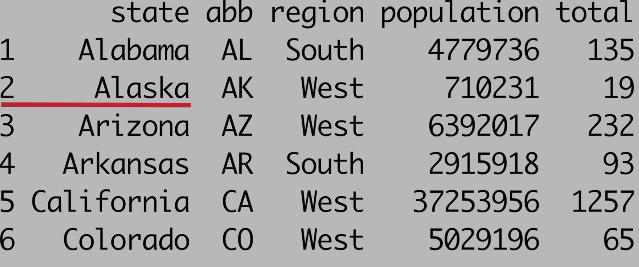 state abb region population total
1 Alabama AL South 4779736 135
2 Alaska AK West 710231 19
3 Arizona AZ West 6392017 232
4 Arkansas AR South 2915918 93
5 California CA West 37253956 1257
6 Colorado CO West 5029196 65